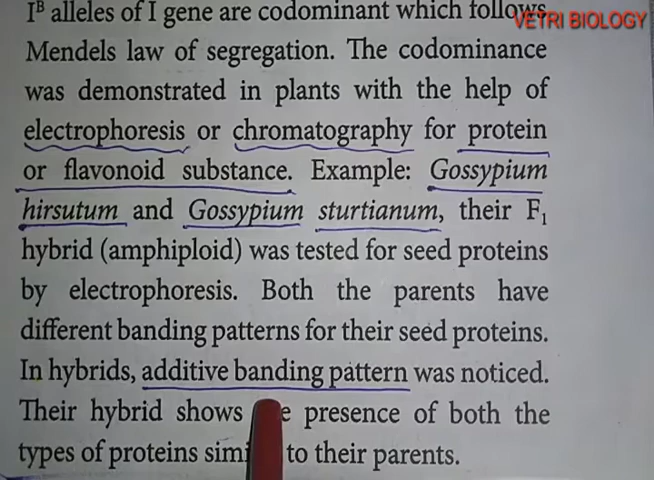 I^B alleles of I gene are codominant which follows
VETRI BIOLOGY
Mendels law of segregation. The codominance
was demonstrated in plants with the help of
electrophoresis or chromatography for protein
or flavonoid substance. Example: Gossypium
hirsutum and Gossypium sturtianum, their F₁
hybrid (amphiploid) was tested for seed proteins
by electrophoresis. Both the parents have
different banding patterns for their seed proteins.
In hybrids, additive banding pattern was noticed.
Their hybrid shows presence of both the
types of proteins to their parents.